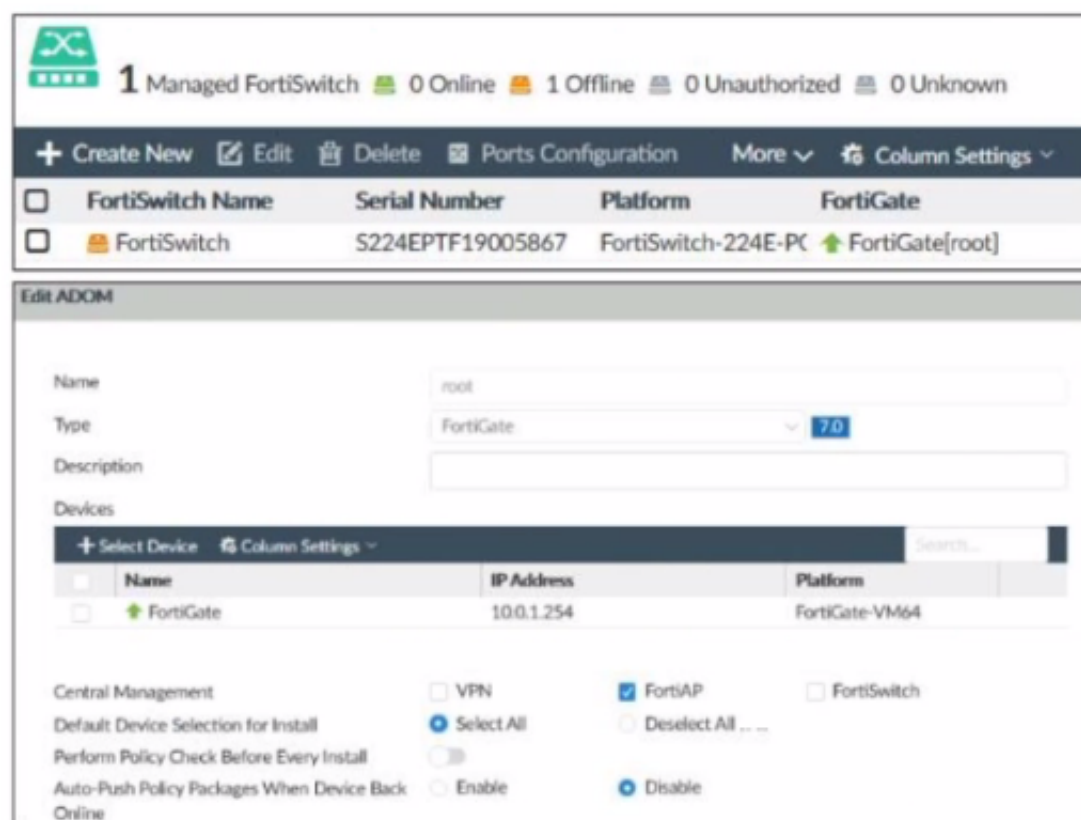 1 Managed FortiSwitch 0 Online 1 Offline 0 Unauthorized 0 Unknown
+ Create New Edit Delete Ports Configuration More Column Settings
FortiSwitch Name Serial Number Platform FortiGate
FortiSwitch S224EPTF19005867 FortiSwitch-224E-PO FortiGate[root]
Edit ADOM
Name root
Type FortiGate 7.0
Description
Devices
+ Select Device Column Settings Search...
Name IP Address Platform
FortiGate 10.0.1.254 FortiGate-VM64
Central Management VPN FortiAP FortiSwitch
Default Device Selection for Install Select All Deselect All ... ...
Perform Policy Check Before Every Install
Auto-Push Policy Packages When Device Back Enable Disable
Online